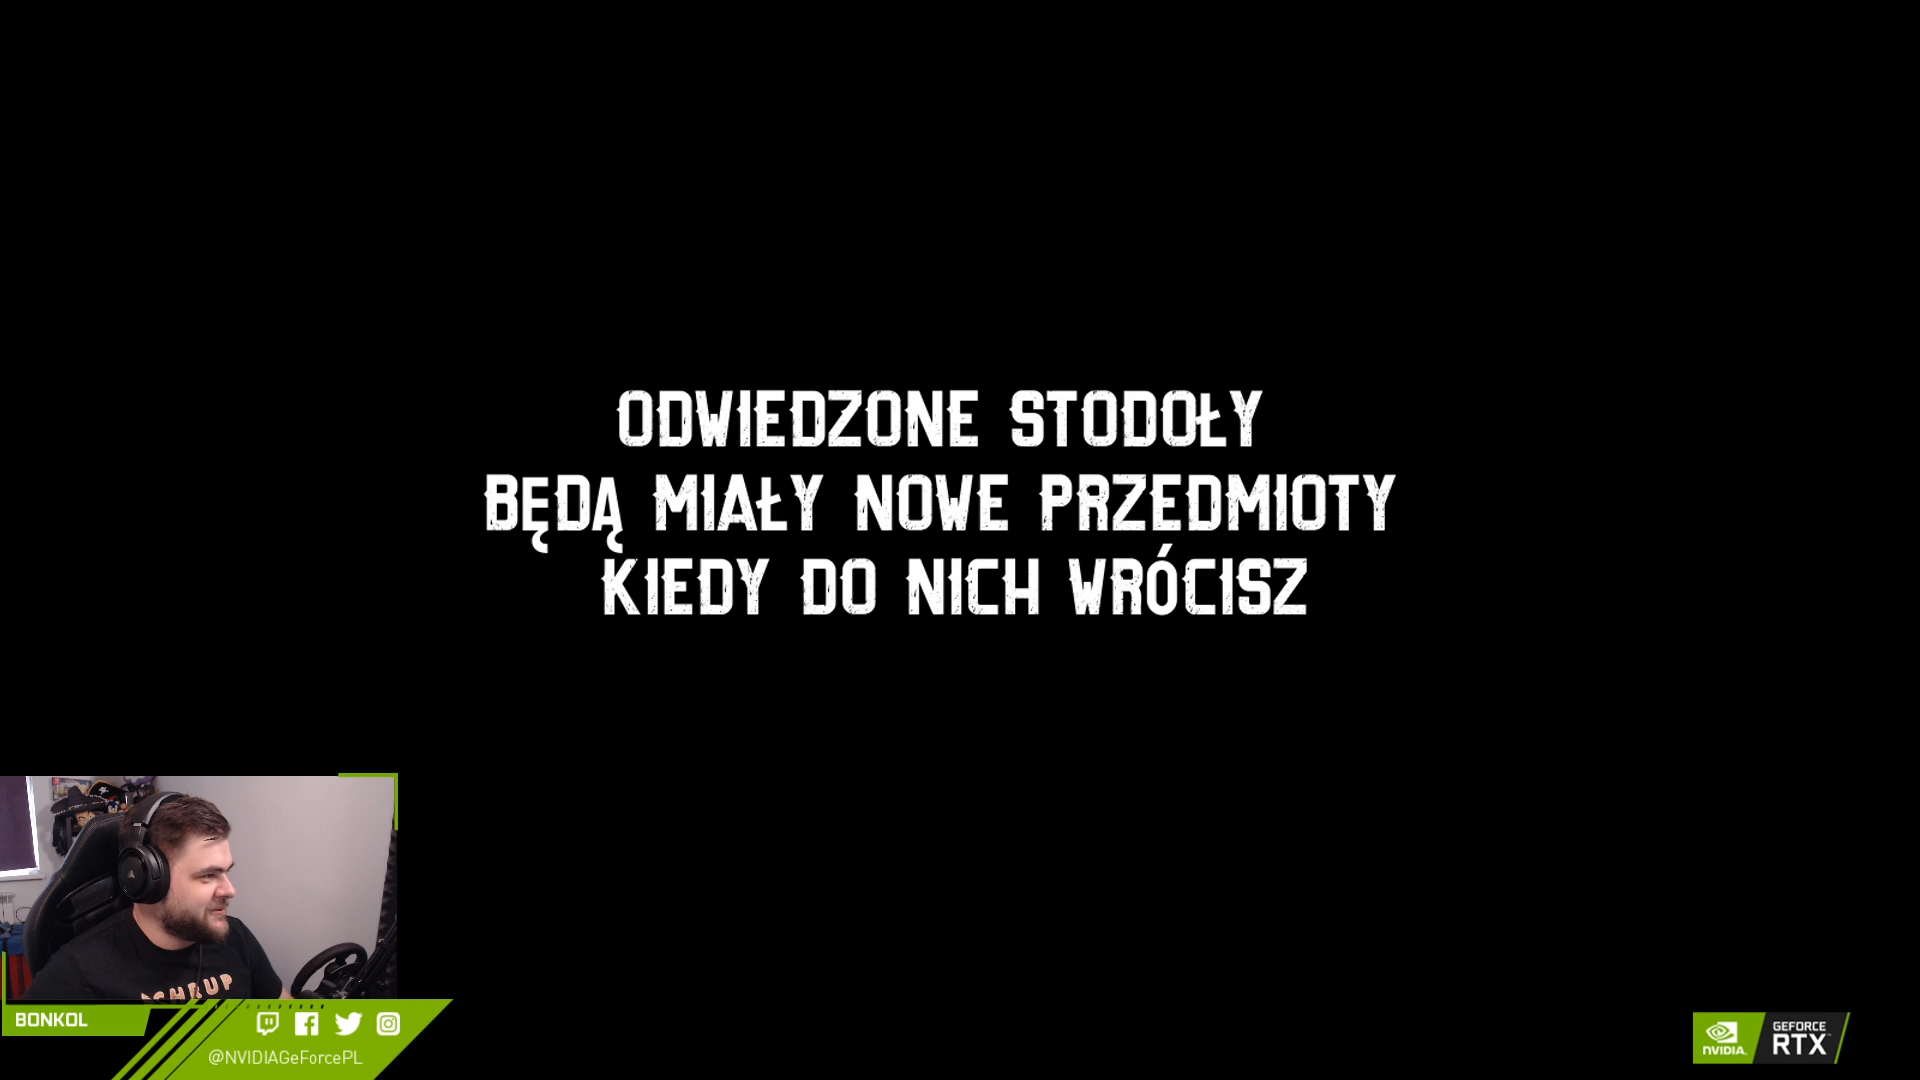 ODWIEDZONE STODOŁY
BĘDĄ MIAŁY NOWE PRZEDMIOTY
KIEDY DO NICH WRÓCISZ
BONKOL
@NVIDIAGeForcePL
NVIDIA.
GEFORCE
RTX